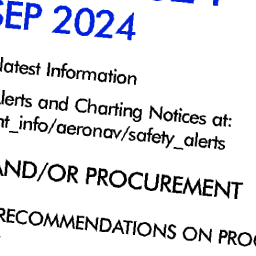 SEP 2024
latest Information
lerts and Charting Notices at:
nt_info/aeronav/safety_alerts
AND/OR PROCUREMENT
RECOMMENDATIONS ON PRO